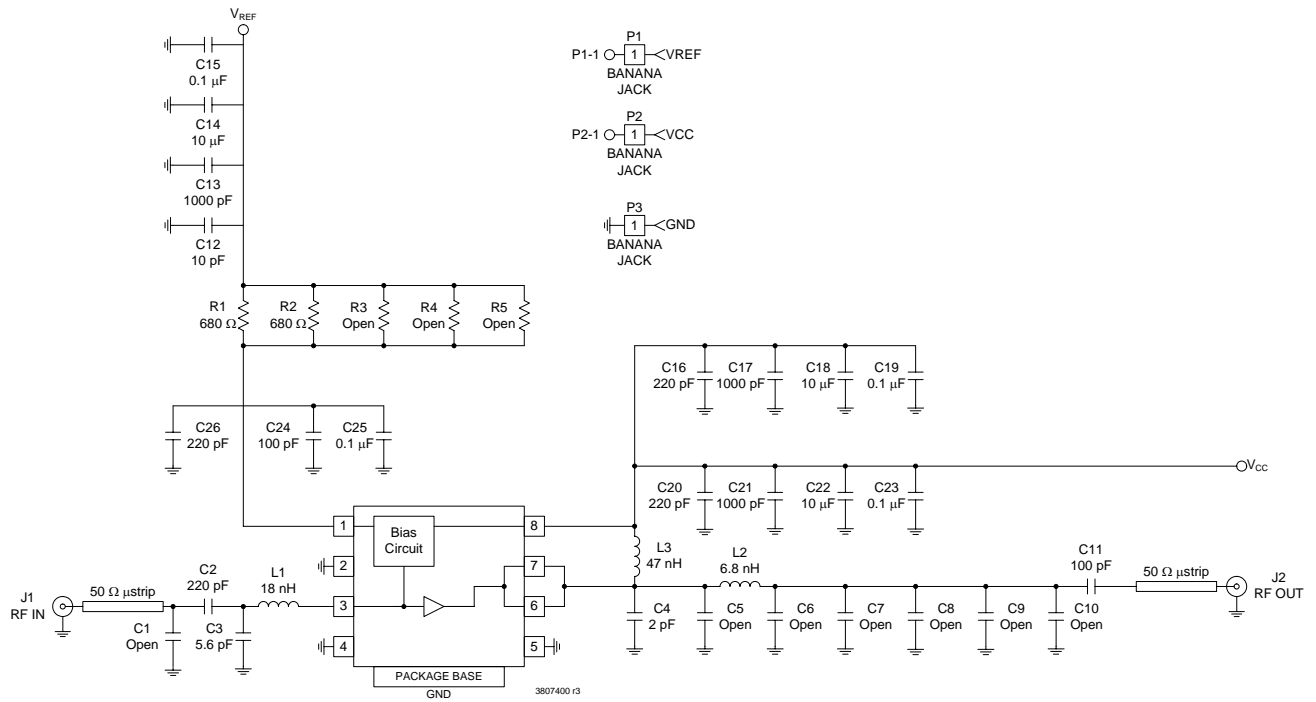 V_REF
C15
0.1 µF
C14
10 µF
C13
1000 pF
C12
10 pF
P1
P1-1 1 VREF
BANANA
JACK
P2
P2-1 1 VCC
BANANA
JACK
P3
1 GND
BANANA
JACK
R1
680 Ω
R2
680 Ω
R3
Open
R4
Open
R5
Open
C16
220 pF
C17
1000 pF
C18
10 µF
C19
0.1 µF
C26
220 pF
C24
100 pF
C25
0.1 µF
V_CC
C20
220 pF
C21
1000 pF
C22
10 µF
C23
0.1 µF
1
2
3
4
Bias
Circuit
8
7
6
5
PACKAGE BASE
GND
3807400 r3
J1
RF IN
50 Ω µstrip
C1
Open
C2
220 pF
C3
5.6 pF
L1
18 nH
L3
47 nH
L2
6.8 nH
C4
2 pF
C5
Open
C6
Open
C7
Open
C8
Open
C9
Open
C10
Open
C11
100 pF
50 Ω µstrip
J2
RF OUT